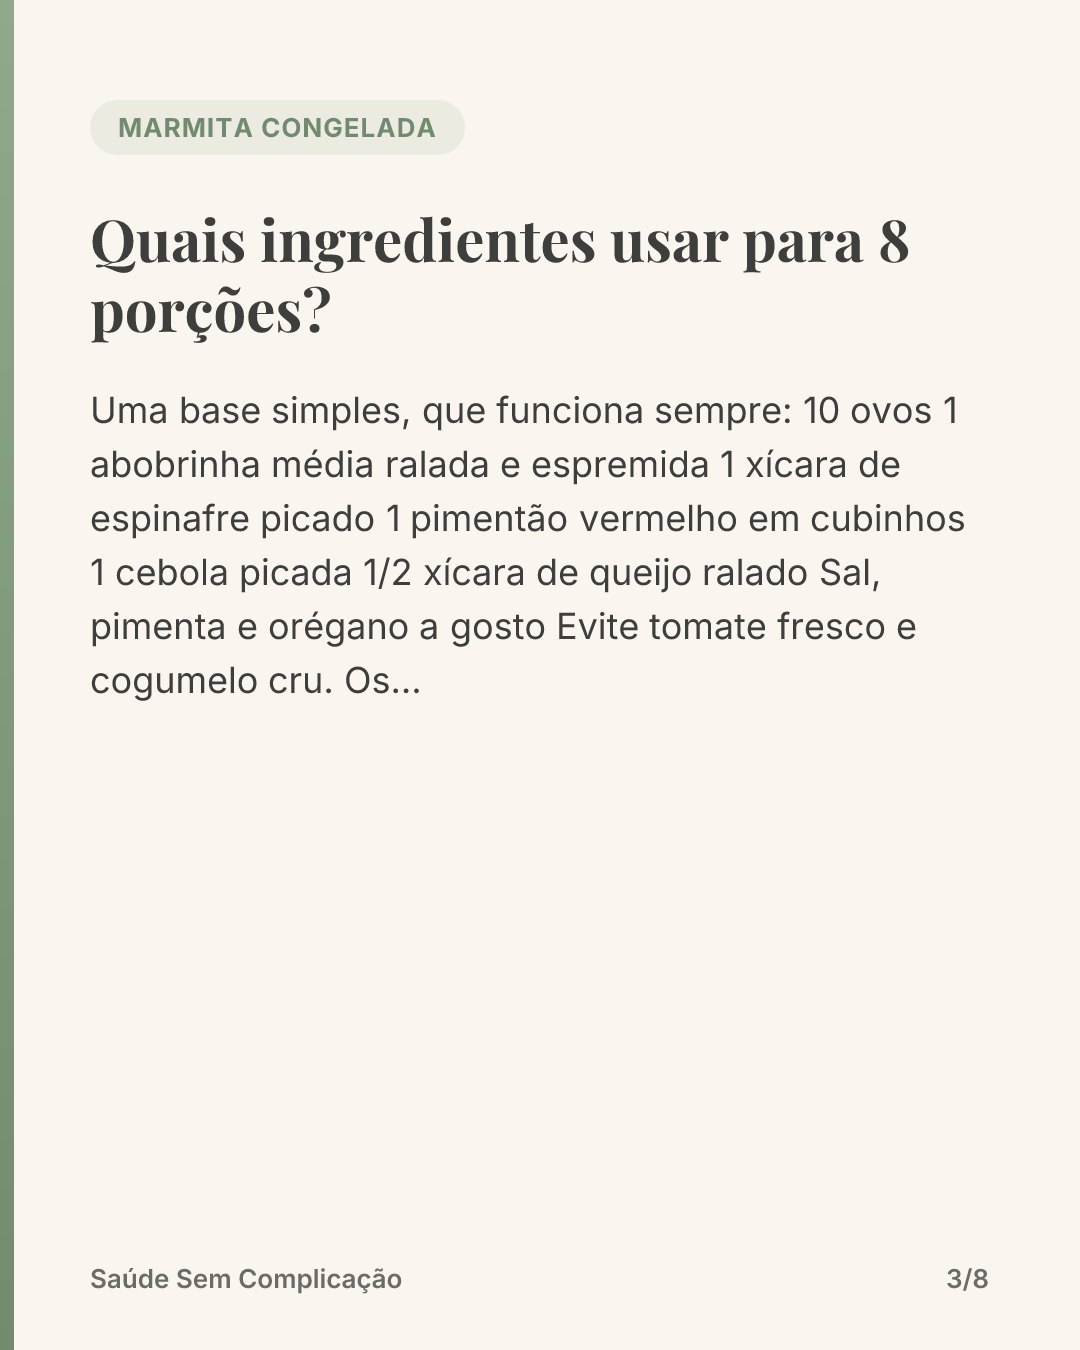 MARMITA CONGELADA
Quais ingredientes usar para 8
porções?
Uma base simples, que funciona sempre: 10 ovos 1
abobrinha média ralada e espremida 1 xícara de
espinafre picado 1 pimentão vermelho em cubinhos
1 cebola picada 1/2 xícara de queijo ralado Sal,
pimenta e orégano a gosto Evite tomate fresco e
cogumelo cru. Os...
Saúde Sem Complicação
3/8